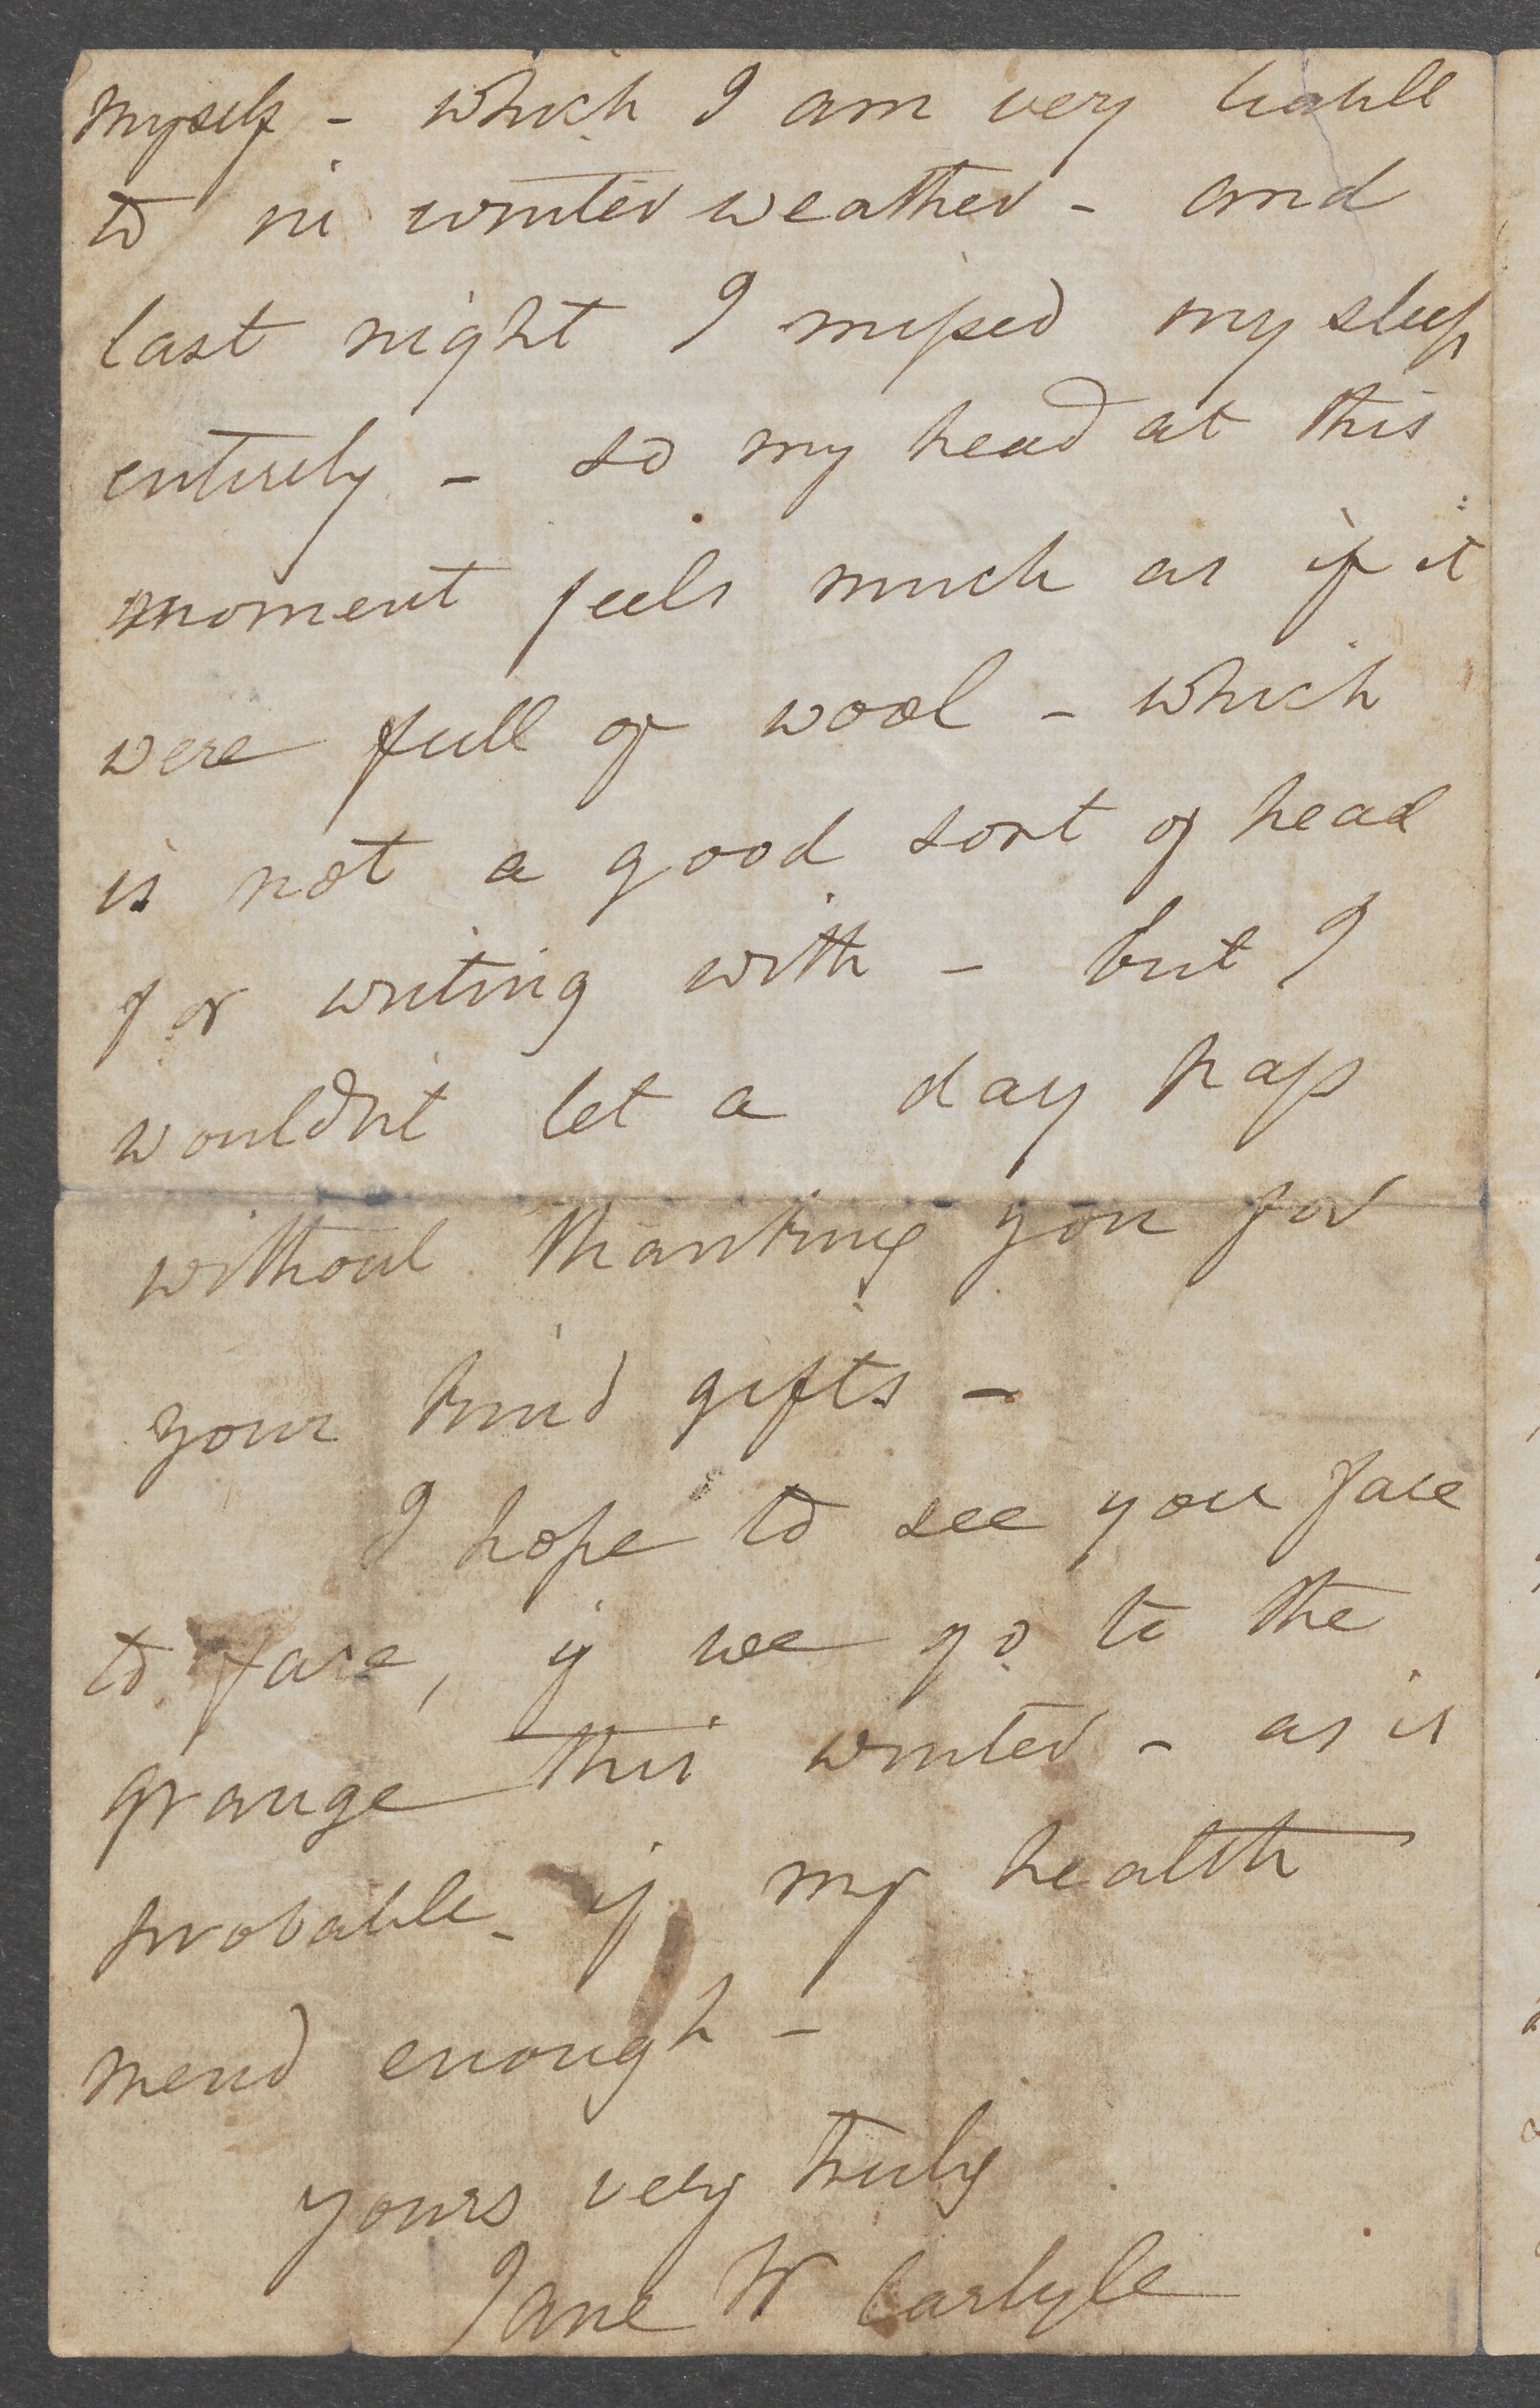 myself - which I am very liable
to in winter weather - and
last night I missed my sleep
entirely - so my head at this
moment feels much as if it
were full of wool - which
is not a good sort of head
for writing with - but I
wouldn't let a day pass
without thanking you for
your kind gifts -
I hope to see you face
to face, if we go to the
grange this winter - as is
probable - if my health
mend enough -
yours very truly
Jane W Carlyle